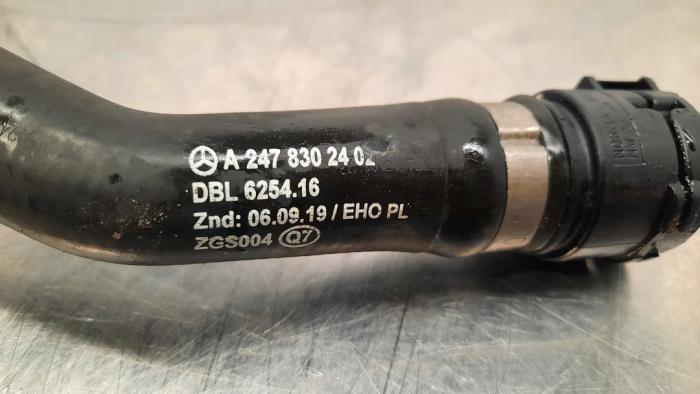 A 247 830 24 02
DBL 6254.16
Znd: 06.09.19 / EHO PL
ZGS004 Q7